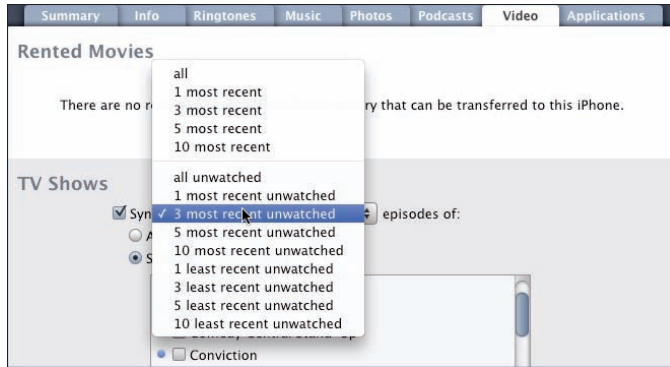 Summary Info Ringtones Music Photos Podcasts Video Applications
Rented Movies
all
1 most recent
There are no r ry that can be transferred to this iPhone.
3 most recent
5 most recent
10 most recent
all unwatched
TV Shows
1 most recent unwatched
Syn ✓ 3 most recent unwatched episodes of:
A
5 most recent unwatched
10 most recent unwatched
S
1 least recent unwatched
3 least recent unwatched
5 least recent unwatched
10 least recent unwatched
Conviction